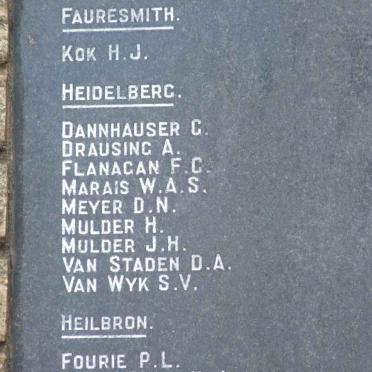 FAURESMITH.
KOK H.J.
HEIDELBERG.
DANNHAUSER G.
DRAUSING A.
FLANAGAN F.C.
MARAIS W.A.S.
MEYER D.N.
MULDER H.
MULDER J.H.
VAN STADEN D.A.
VAN WYK S.V.
HEILBRON.
FOURIE P.L.